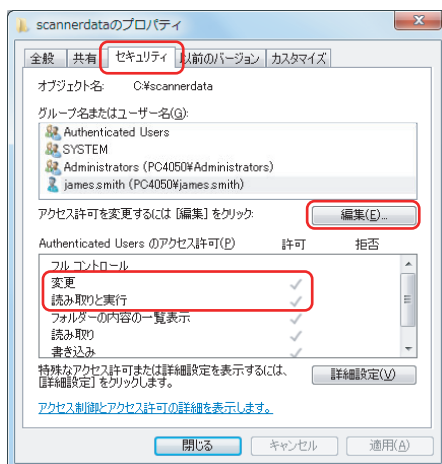 scannerdataのプロパティ
全般 共有 セキュリティ 以前のバージョン カスタマイズ
オブジェクト名: C:¥scannerdata
グループ名またはユーザー名(G):
Authenticated Users
SYSTEM
Administrators (PC4050¥Administrators)
james.smith (PC4050¥james.smith)
アクセス許可を変更するには [編集] をクリック:
編集(E)...
Authenticated Users のアクセス許可(P) 許可 拒否
フル コントロール
変更
読み取りと実行
フォルダーの内容の一覧表示
読み取り
書き込み
特殊なアクセス許可または詳細設定を表示するには、
[詳細設定] をクリックします。
詳細設定(V)
アクセス制御とアクセス許可の詳細を表示します。
閉じる キャンセル 適用(A)